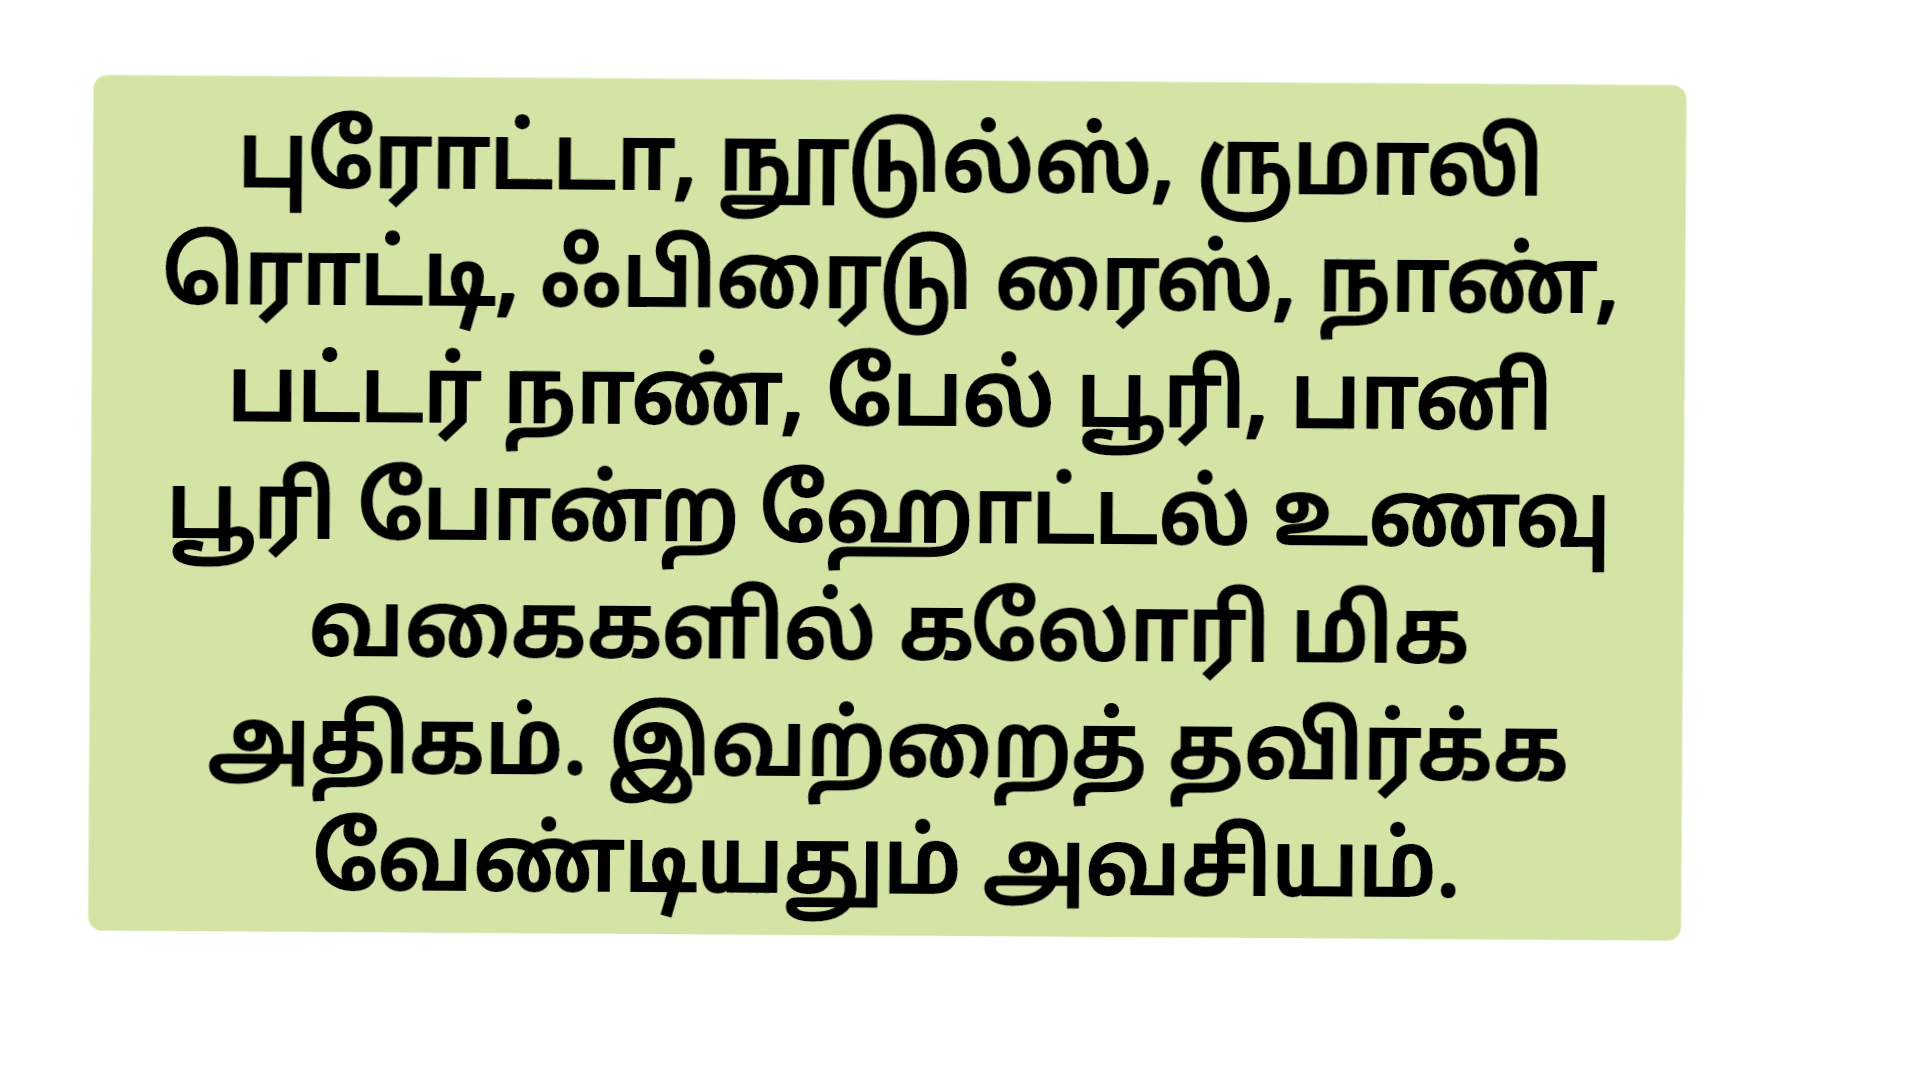 புரோட்டா, நூடுல்ஸ், ருமாலி
ரொட்டி, ஃபிரைடு ரைஸ், நாண்,
பட்டர் நாண், பேல் பூரி, பானி
பூரி போன்ற ஹோட்டல் உணவு
வகைகளில் கலோரி மிக
அதிகம். இவற்றைத் தவிர்க்க
வேண்டியதும் அவசியம்.